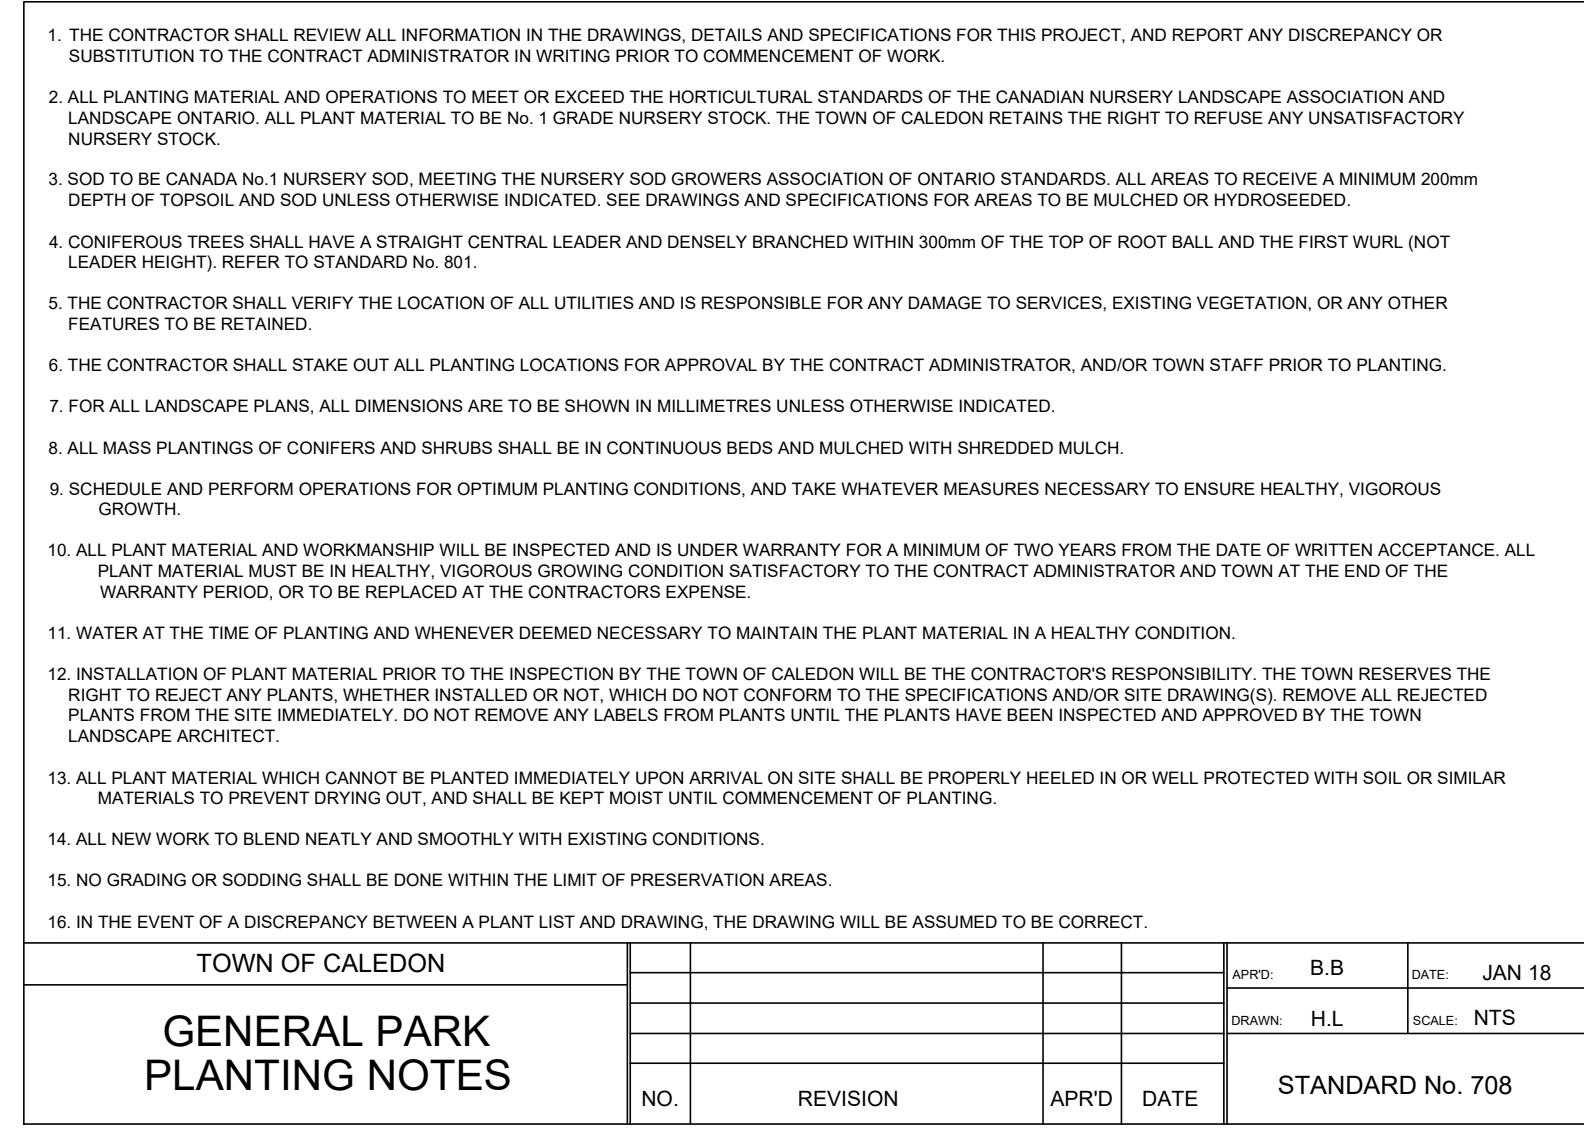 1. THE CONTRACTOR SHALL REVIEW ALL INFORMATION IN THE DRAWINGS, DETAILS AND SPECIFICATIONS FOR THIS PROJECT, AND REPORT ANY DISCREPANCY OR
SUBSTITUTION TO THE CONTRACT ADMINISTRATOR IN WRITING PRIOR TO COMMENCEMENT OF WORK.
2. ALL PLANTING MATERIAL AND OPERATIONS TO MEET OR EXCEED THE HORTICULTURAL STANDARDS OF THE CANADIAN NURSERY LANDSCAPE ASSOCIATION AND
LANDSCAPE ONTARIO. ALL PLANT MATERIAL TO BE No. 1 GRADE NURSERY STOCK. THE TOWN OF CALEDON RETAINS THE RIGHT TO REFUSE ANY UNSATISFACTORY
NURSERY STOCK.
3. SOD TO BE CANADA No.1 NURSERY SOD, MEETING THE NURSERY SOD GROWERS ASSOCIATION OF ONTARIO STANDARDS. ALL AREAS TO RECEIVE A MINIMUM 200mm
DEPTH OF TOPSOIL AND SOD UNLESS OTHERWISE INDICATED. SEE DRAWINGS AND SPECIFICATIONS FOR AREAS TO BE MULCHED OR HYDROSEEDED.
4. CONIFEROUS TREES SHALL HAVE A STRAIGHT CENTRAL LEADER AND DENSELY BRANCHED WITHIN 300mm OF THE TOP OF ROOT BALL AND THE FIRST WURL (NOT
LEADER HEIGHT). REFER TO STANDARD No. 801.
5. THE CONTRACTOR SHALL VERIFY THE LOCATION OF ALL UTILITIES AND IS RESPONSIBLE FOR ANY DAMAGE TO SERVICES, EXISTING VEGETATION, OR ANY OTHER
FEATURES TO BE RETAINED.
6. THE CONTRACTOR SHALL STAKE OUT ALL PLANTING LOCATIONS FOR APPROVAL BY THE CONTRACT ADMINISTRATOR, AND/OR TOWN STAFF PRIOR TO PLANTING.
7. FOR ALL LANDSCAPE PLANS, ALL DIMENSIONS ARE TO BE SHOWN IN MILLIMETRES UNLESS OTHERWISE INDICATED.
8. ALL MASS PLANTINGS OF CONIFERS AND SHRUBS SHALL BE IN CONTINUOUS BEDS AND MULCHED WITH SHREDDED MULCH.
9. SCHEDULE AND PERFORM OPERATIONS FOR OPTIMUM PLANTING CONDITIONS, AND TAKE WHATEVER MEASURES NECESSARY TO ENSURE HEALTHY, VIGOROUS
GROWTH.
10. ALL PLANT MATERIAL AND WORKMANSHIP WILL BE INSPECTED AND IS UNDER WARRANTY FOR A MINIMUM OF TWO YEARS FROM THE DATE OF WRITTEN ACCEPTANCE. ALL
PLANT MATERIAL MUST BE IN HEALTHY, VIGOROUS GROWING CONDITION SATISFACTORY TO THE CONTRACT ADMINISTRATOR AND TOWN AT THE END OF THE
WARRANTY PERIOD, OR TO BE REPLACED AT THE CONTRACTORS EXPENSE.
11. WATER AT THE TIME OF PLANTING AND WHENEVER DEEMED NECESSARY TO MAINTAIN THE PLANT MATERIAL IN A HEALTHY CONDITION.
12. INSTALLATION OF PLANT MATERIAL PRIOR TO THE INSPECTION BY THE TOWN OF CALEDON WILL BE THE CONTRACTOR'S RESPONSIBILITY. THE TOWN RESERVES THE
RIGHT TO REJECT ANY PLANTS, WHETHER INSTALLED OR NOT, WHICH DO NOT CONFORM TO THE SPECIFICATIONS AND/OR SITE DRAWING(S). REMOVE ALL REJECTED
PLANTS FROM THE SITE IMMEDIATELY. DO NOT REMOVE ANY LABELS FROM PLANTS UNTIL THE PLANTS HAVE BEEN INSPECTED AND APPROVED BY THE TOWN
LANDSCAPE ARCHITECT.
13. ALL PLANT MATERIAL WHICH CANNOT BE PLANTED IMMEDIATELY UPON ARRIVAL ON SITE SHALL BE PROPERLY HEELED IN OR WELL PROTECTED WITH SOIL OR SIMILAR
MATERIALS TO PREVENT DRYING OUT, AND SHALL BE KEPT MOIST UNTIL COMMENCEMENT OF PLANTING.
14. ALL NEW WORK TO BLEND NEATLY AND SMOOTHLY WITH EXISTING CONDITIONS.
15. NO GRADING OR SODDING SHALL BE DONE WITHIN THE LIMIT OF PRESERVATION AREAS.
16. IN THE EVENT OF A DISCREPANCY BETWEEN A PLANT LIST AND DRAWING, THE DRAWING WILL BE ASSUMED TO BE CORRECT.
TOWN OF CALEDON
GENERAL PARK
PLANTING NOTES
NO. REVISION APR'D DATE
APR'D: B.B DATE: JAN 18
DRAWN: H.L SCALE: NTS
STANDARD No. 708